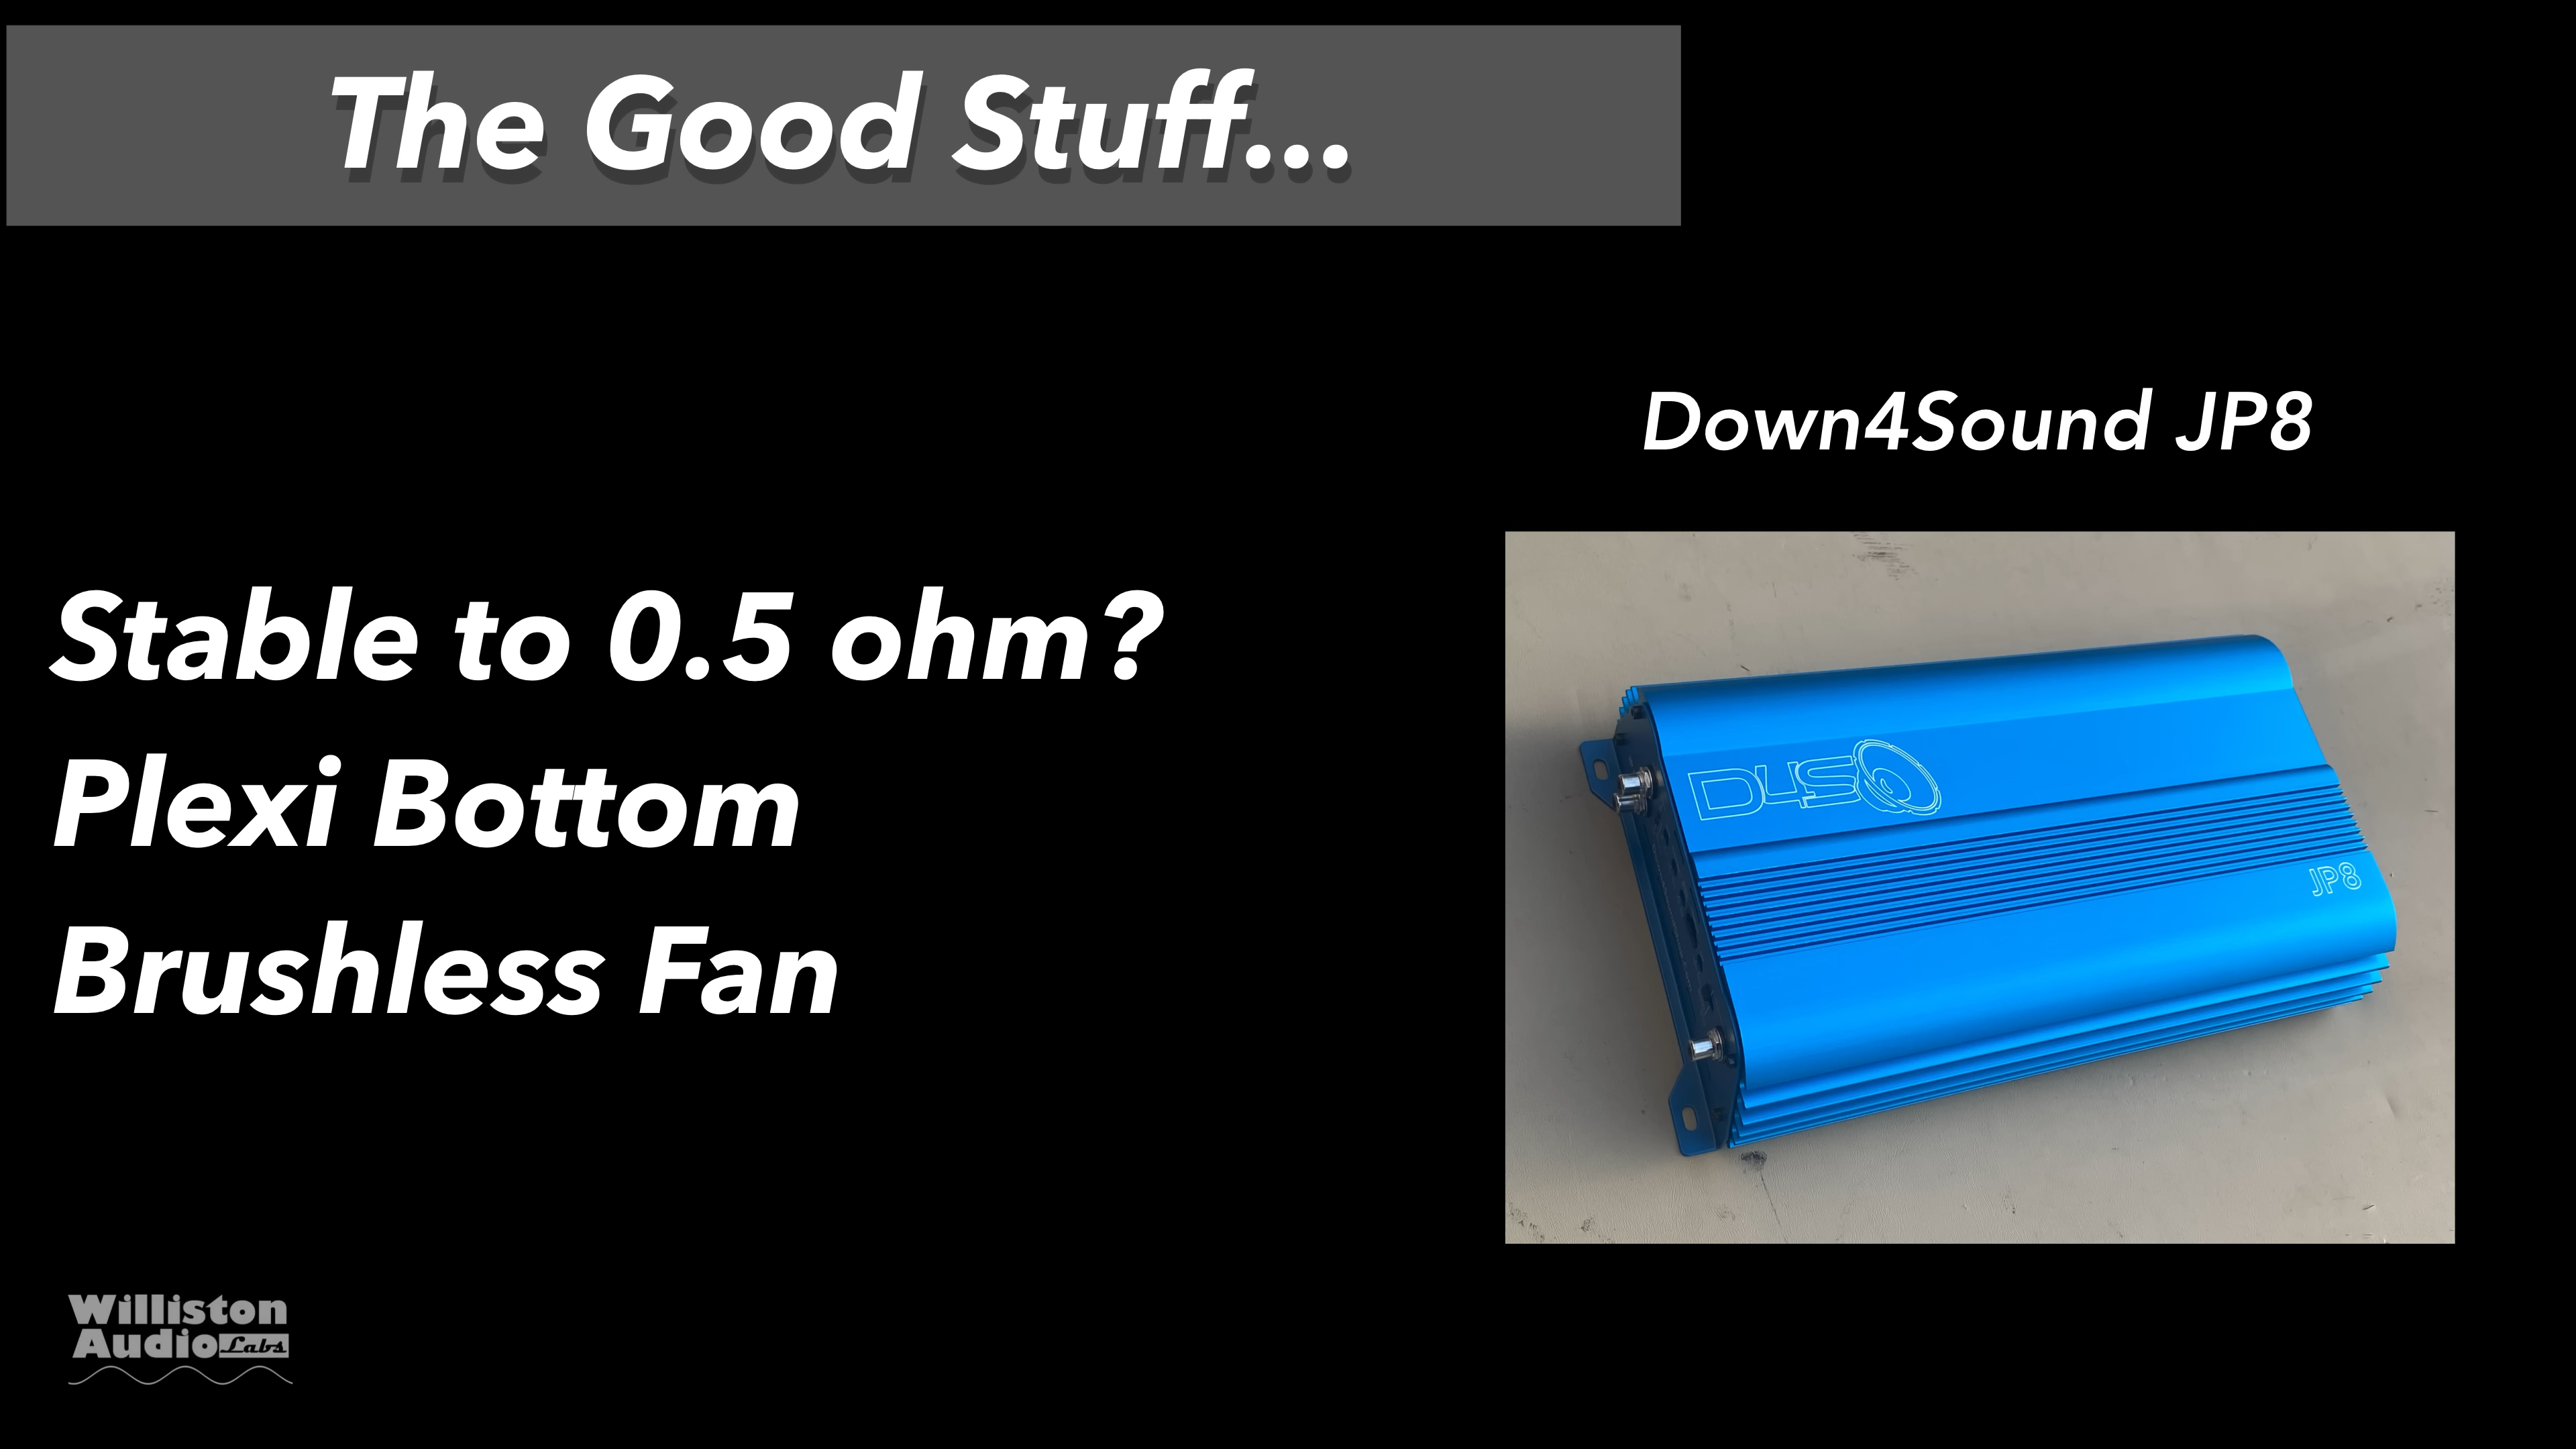 The Good Stuff...
Down4Sound JP8
Stable to 0.5 ohm?
Plexi Bottom
Brushless Fan
D4S
JP8
Williston
Audio Labs